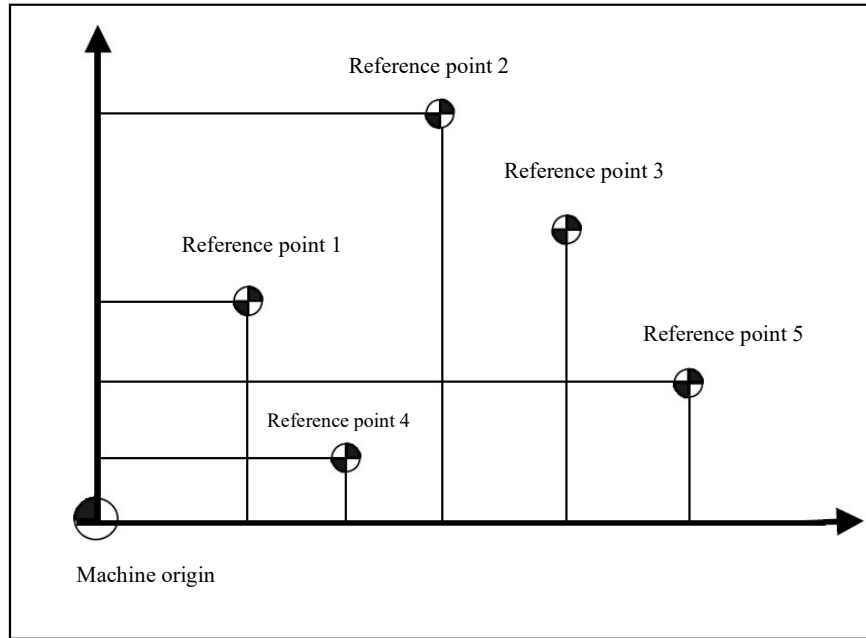 Reference point 2
Reference point 3
Reference point 1
Reference point 5
Reference point 4
Machine origin